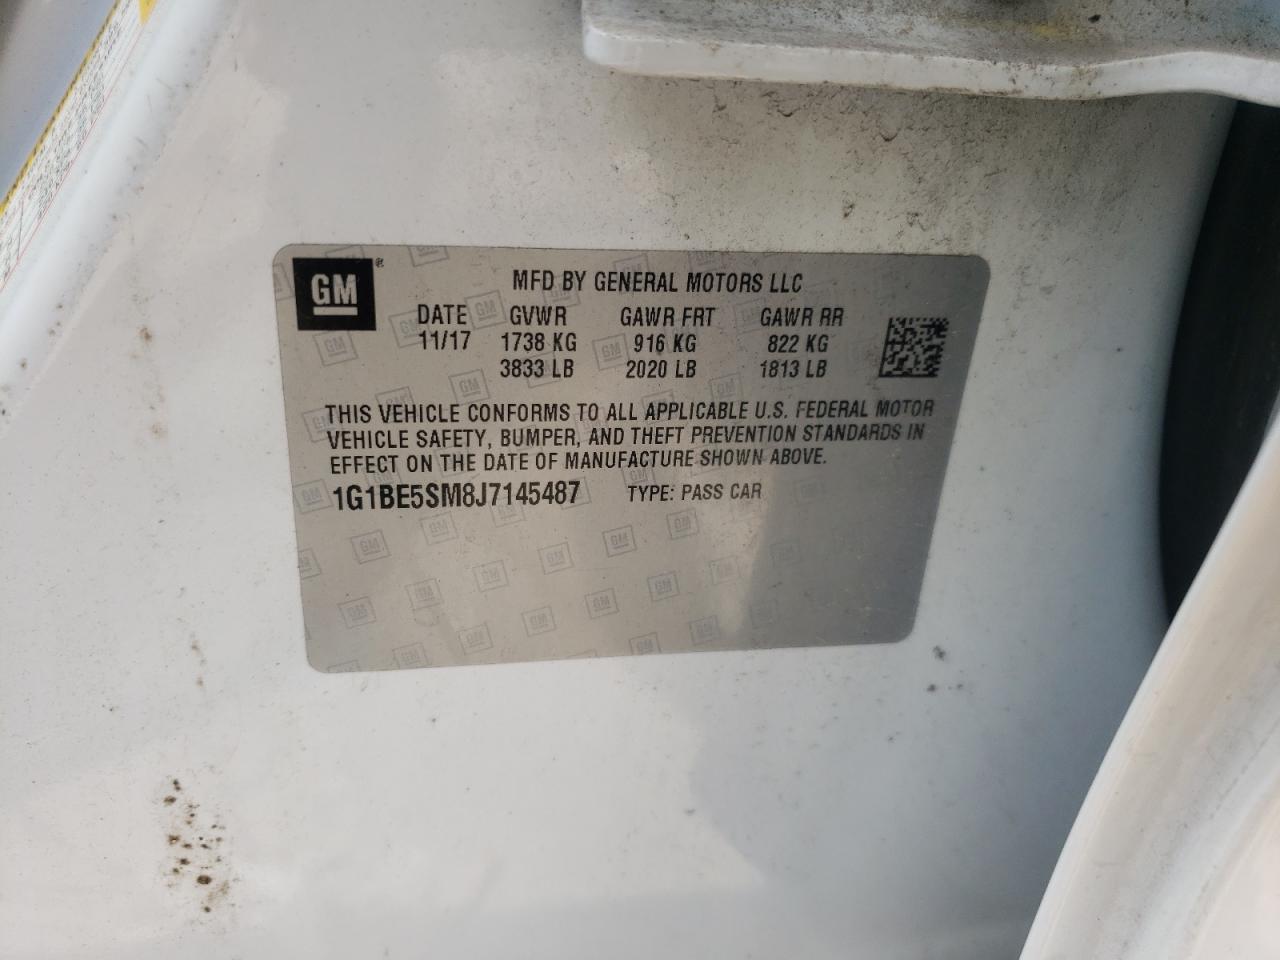 GM ®
MFD BY GENERAL MOTORS LLC
DATE GVWR GAWR FRT GAWR RR
11/17 1738 KG 916 KG 822 KG
3833 LB 2020 LB 1813 LB
THIS VEHICLE CONFORMS TO ALL APPLICABLE U.S. FEDERAL MOTOR
VEHICLE SAFETY, BUMPER, AND THEFT PREVENTION STANDARDS IN
EFFECT ON THE DATE OF MANUFACTURE SHOWN ABOVE.
1G1BE5SM8J7145487 TYPE: PASS CAR